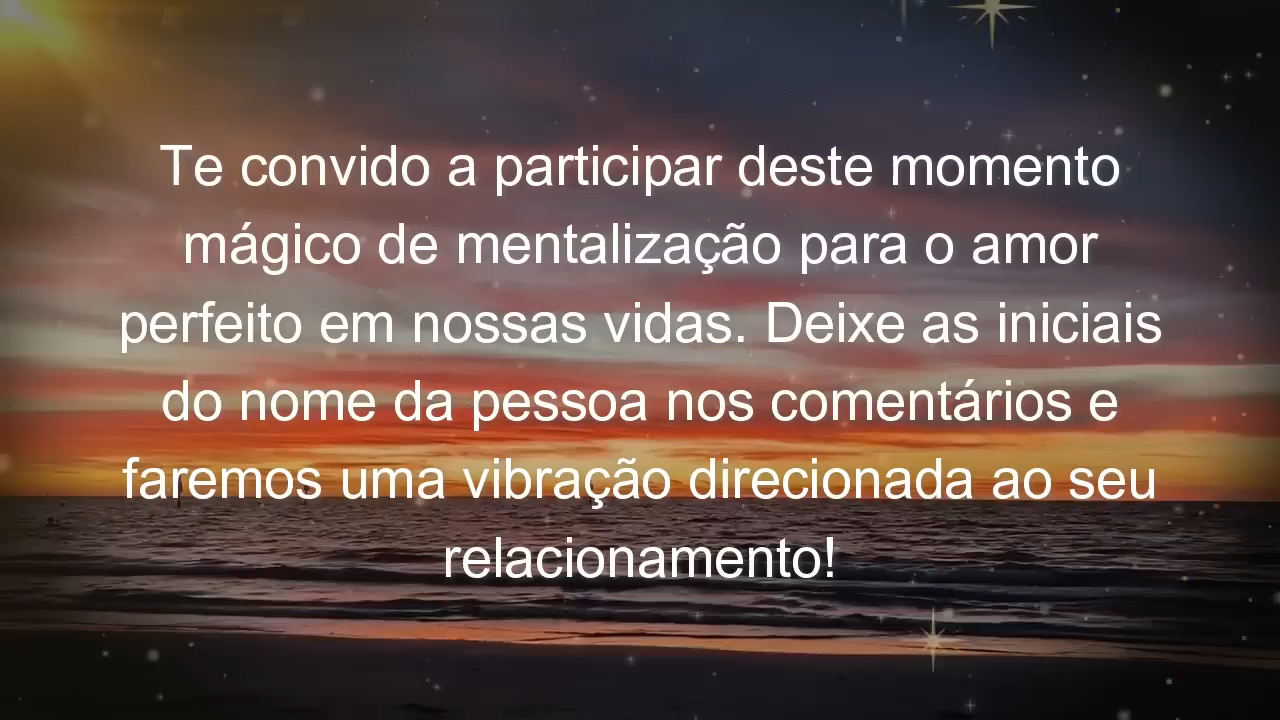 Te convido a participar deste momento
mágico de mentalização para o amor
perfeito em nossas vidas. Deixe as iniciais
do nome da pessoa nos comentários e
faremos uma vibração direcionada ao seu
relacionamento!